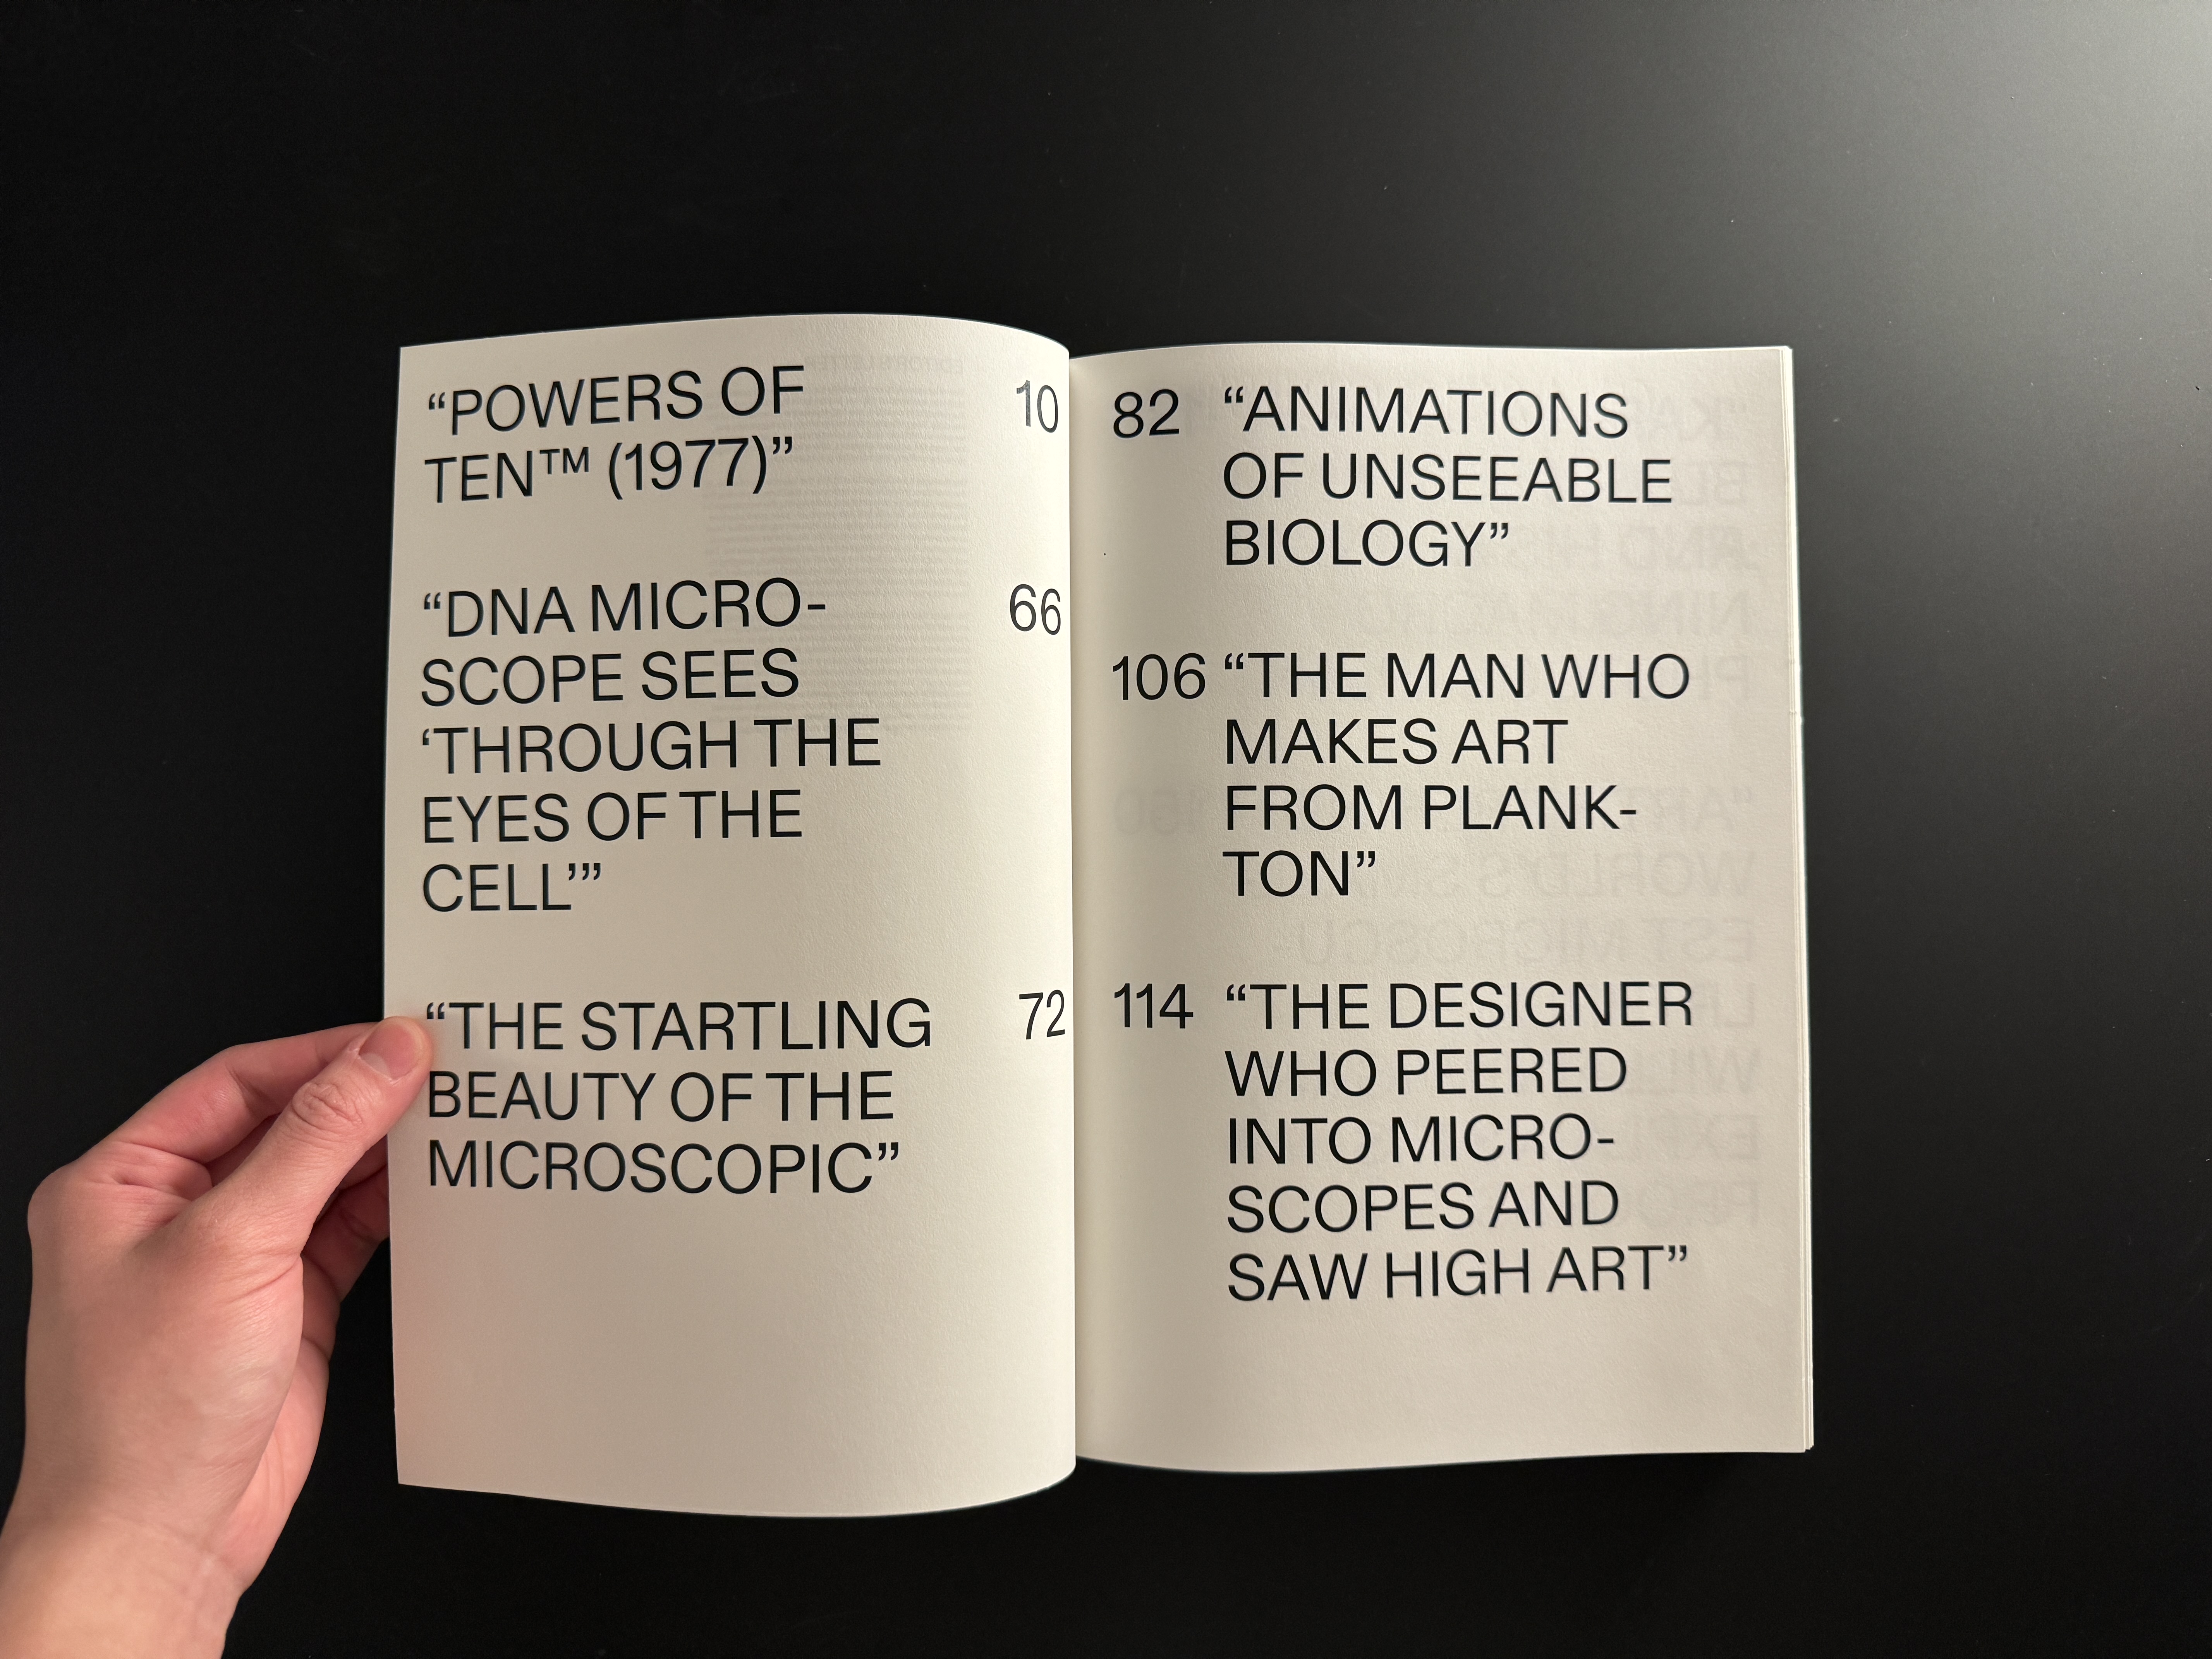 “POWERS OF 10
TEN™ (1977)”
“DNA MICRO- 66
SCOPE SEES
‘THROUGH THE
EYES OF THE
CELL’”
“THE STARTLING 72
BEAUTY OF THE
MICROSCOPIC”
82 “ANIMATIONS
OF UNSEEABLE
BIOLOGY”
106 “THE MAN WHO
MAKES ART
FROM PLANK-
TON”
114 “THE DESIGNER
WHO PEERED
INTO MICRO-
SCOPES AND
SAW HIGH ART”